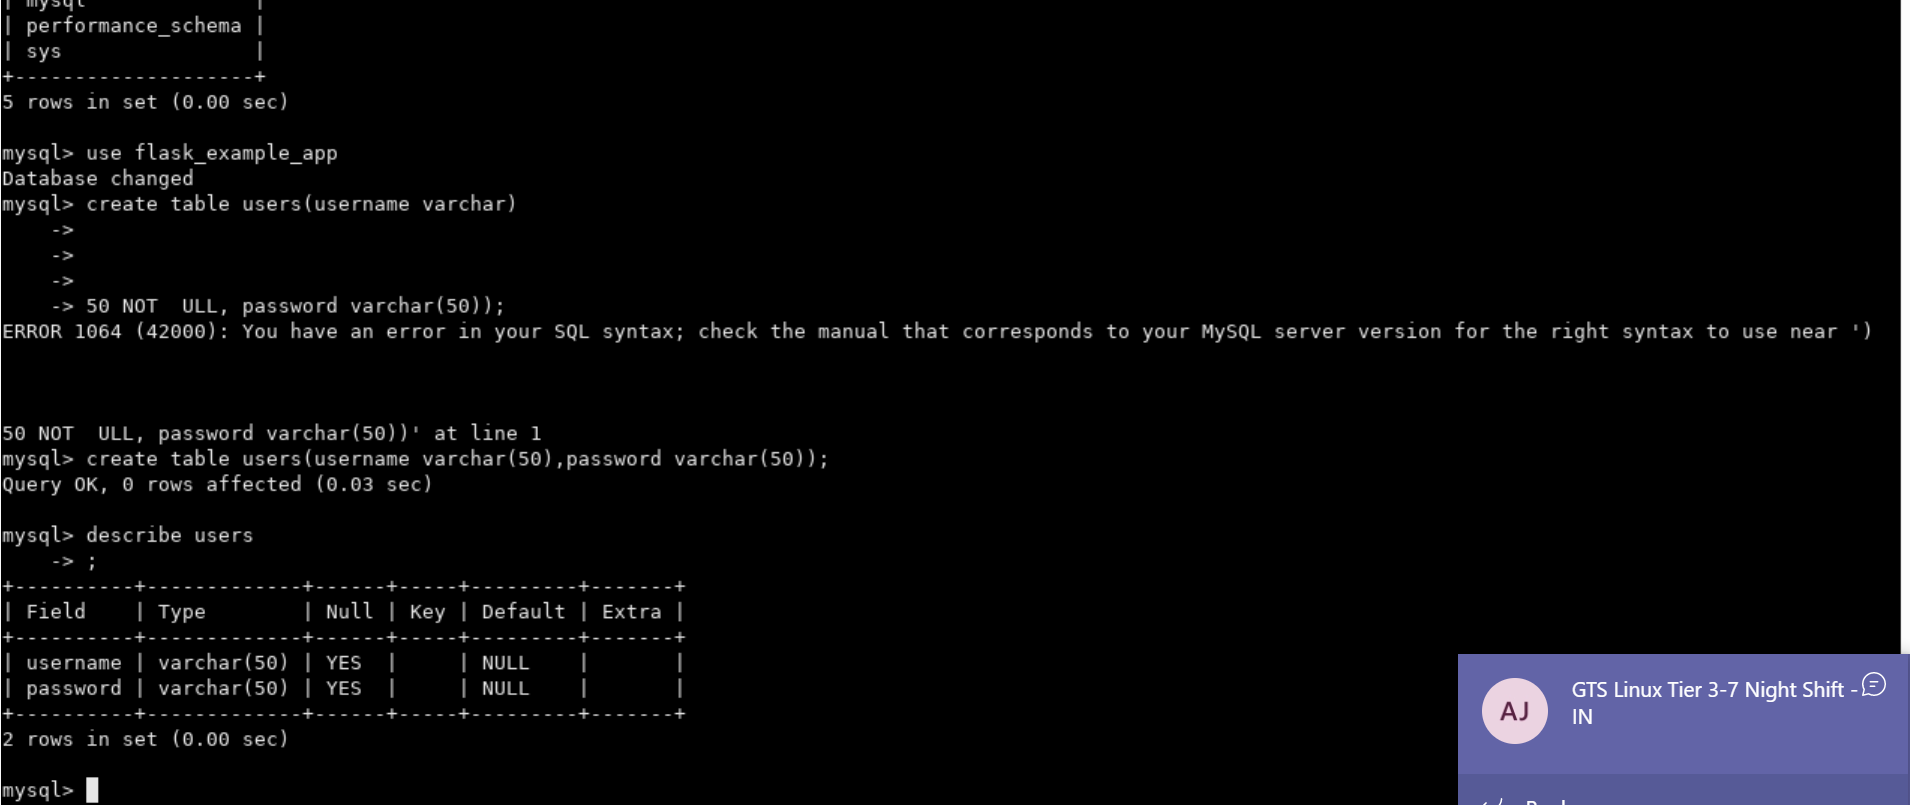 | mysql              |
| performance_schema |
| sys                |
+--------------------+
5 rows in set (0.00 sec)
mysql> use flask_example_app
Database changed
mysql> create table users(username varchar)
    ->
    ->
    ->
    -> 50 NOT  ULL, password varchar(50));
ERROR 1064 (42000): You have an error in your SQL syntax; check the manual that corresponds to your MySQL server version for the right syntax to use near ')
50 NOT  ULL, password varchar(50))' at line 1
mysql> create table users(username varchar(50),password varchar(50));
Query OK, 0 rows affected (0.03 sec)
mysql> describe users
    -> ;
+----------+-------------+------+-----+---------+-------+
| Field    | Type        | Null | Key | Default | Extra |
+----------+-------------+------+-----+---------+-------+
| username | varchar(50) | YES  |     | NULL    |       |
| password | varchar(50) | YES  |     | NULL    |       |
+----------+-------------+------+-----+---------+-------+
2 rows in set (0.00 sec)
mysql>
AJ
GTS Linux Tier 3-7 Night Shift -
IN